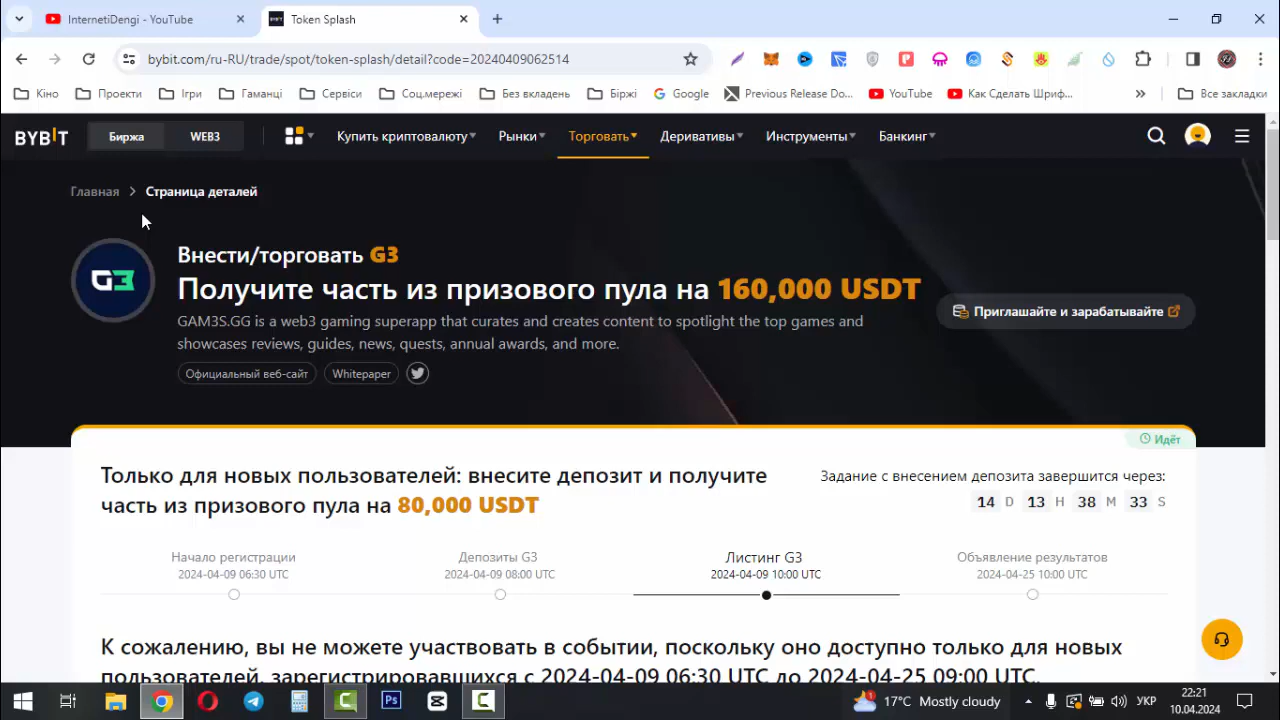 InternetiDengi - YouTube
Token Splash
bybit.com/ru-RU/trade/spot/token-splash/detail?code=20240409062514
Кіно
Проекти
Ігри
Гаманці
Сервіси
Соц.мережі
Без вкладень
Біржі
Google
Previous Release Do...
YouTube
Как Сделать Шриф...
Все закладки
BYBIT
Биржа
WEB3
Купить криптовалюту
Рынки
Торговать
Деривативы
Инструменты
Банкинг
Главная
Страница деталей
G3
Внести/торговать G3
Получите часть из призового пула на 160,000 USDT
GAM3S.GG is a web3 gaming superapp that curates and creates content to spotlight the top games and
showcases reviews, guides, news, quests, annual awards, and more.
Приглашайте и зарабатывайте
Официальный веб-сайт
Whitepaper
Идёт
Только для новых пользователей: внесите депозит и получите
часть из призового пула на 80,000 USDT
Задание с внесением депозита завершится через:
14 D 13 H 38 M 33 S
Начало регистрации
2024-04-09 06:30 UTC
Депозиты G3
2024-04-09 08:00 UTC
Листинг G3
2024-04-09 10:00 UTC
Объявление результатов
2024-04-25 10:00 UTC
К сожалению, вы не можете участвовать в событии, поскольку оно доступно только для новых
пользователей, зарегистрировавшихся с 2024-04-09 06:30 UTC до 2024-04-25 09:00 UTC.
Ps
1
17°C Mostly cloudy
УКР
22:21
10.04.2024